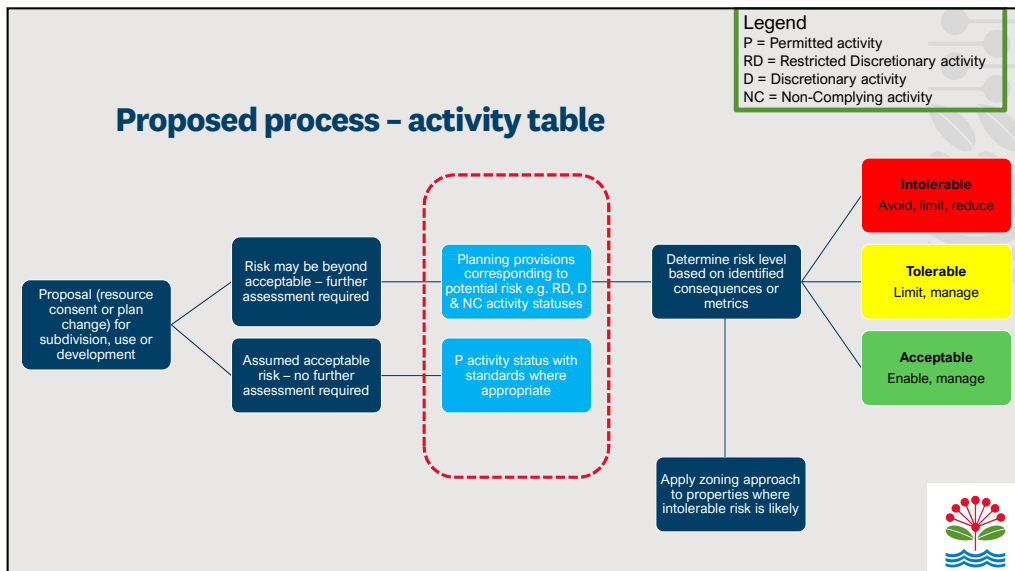 Legend
P = Permitted activity
RD = Restricted Discretionary activity
D = Discretionary activity
NC = Non-Complying activity
Proposed process – activity table
Proposal (resource
consent or plan
change) for
subdivision, use or
development
Risk may be beyond
acceptable – further
assessment required
Assumed acceptable
risk – no further
assessment required
Planning provisions
corresponding to
potential risk e.g. RD, D
& NC activity statuses
P activity status with
standards where
appropriate
Determine risk level
based on identified
consequences or
metrics
Apply zoning approach
to properties where
intolerable risk is likely
Intolerable
Avoid, limit, reduce
Tolerable
Limit, manage
Acceptable
Enable, manage